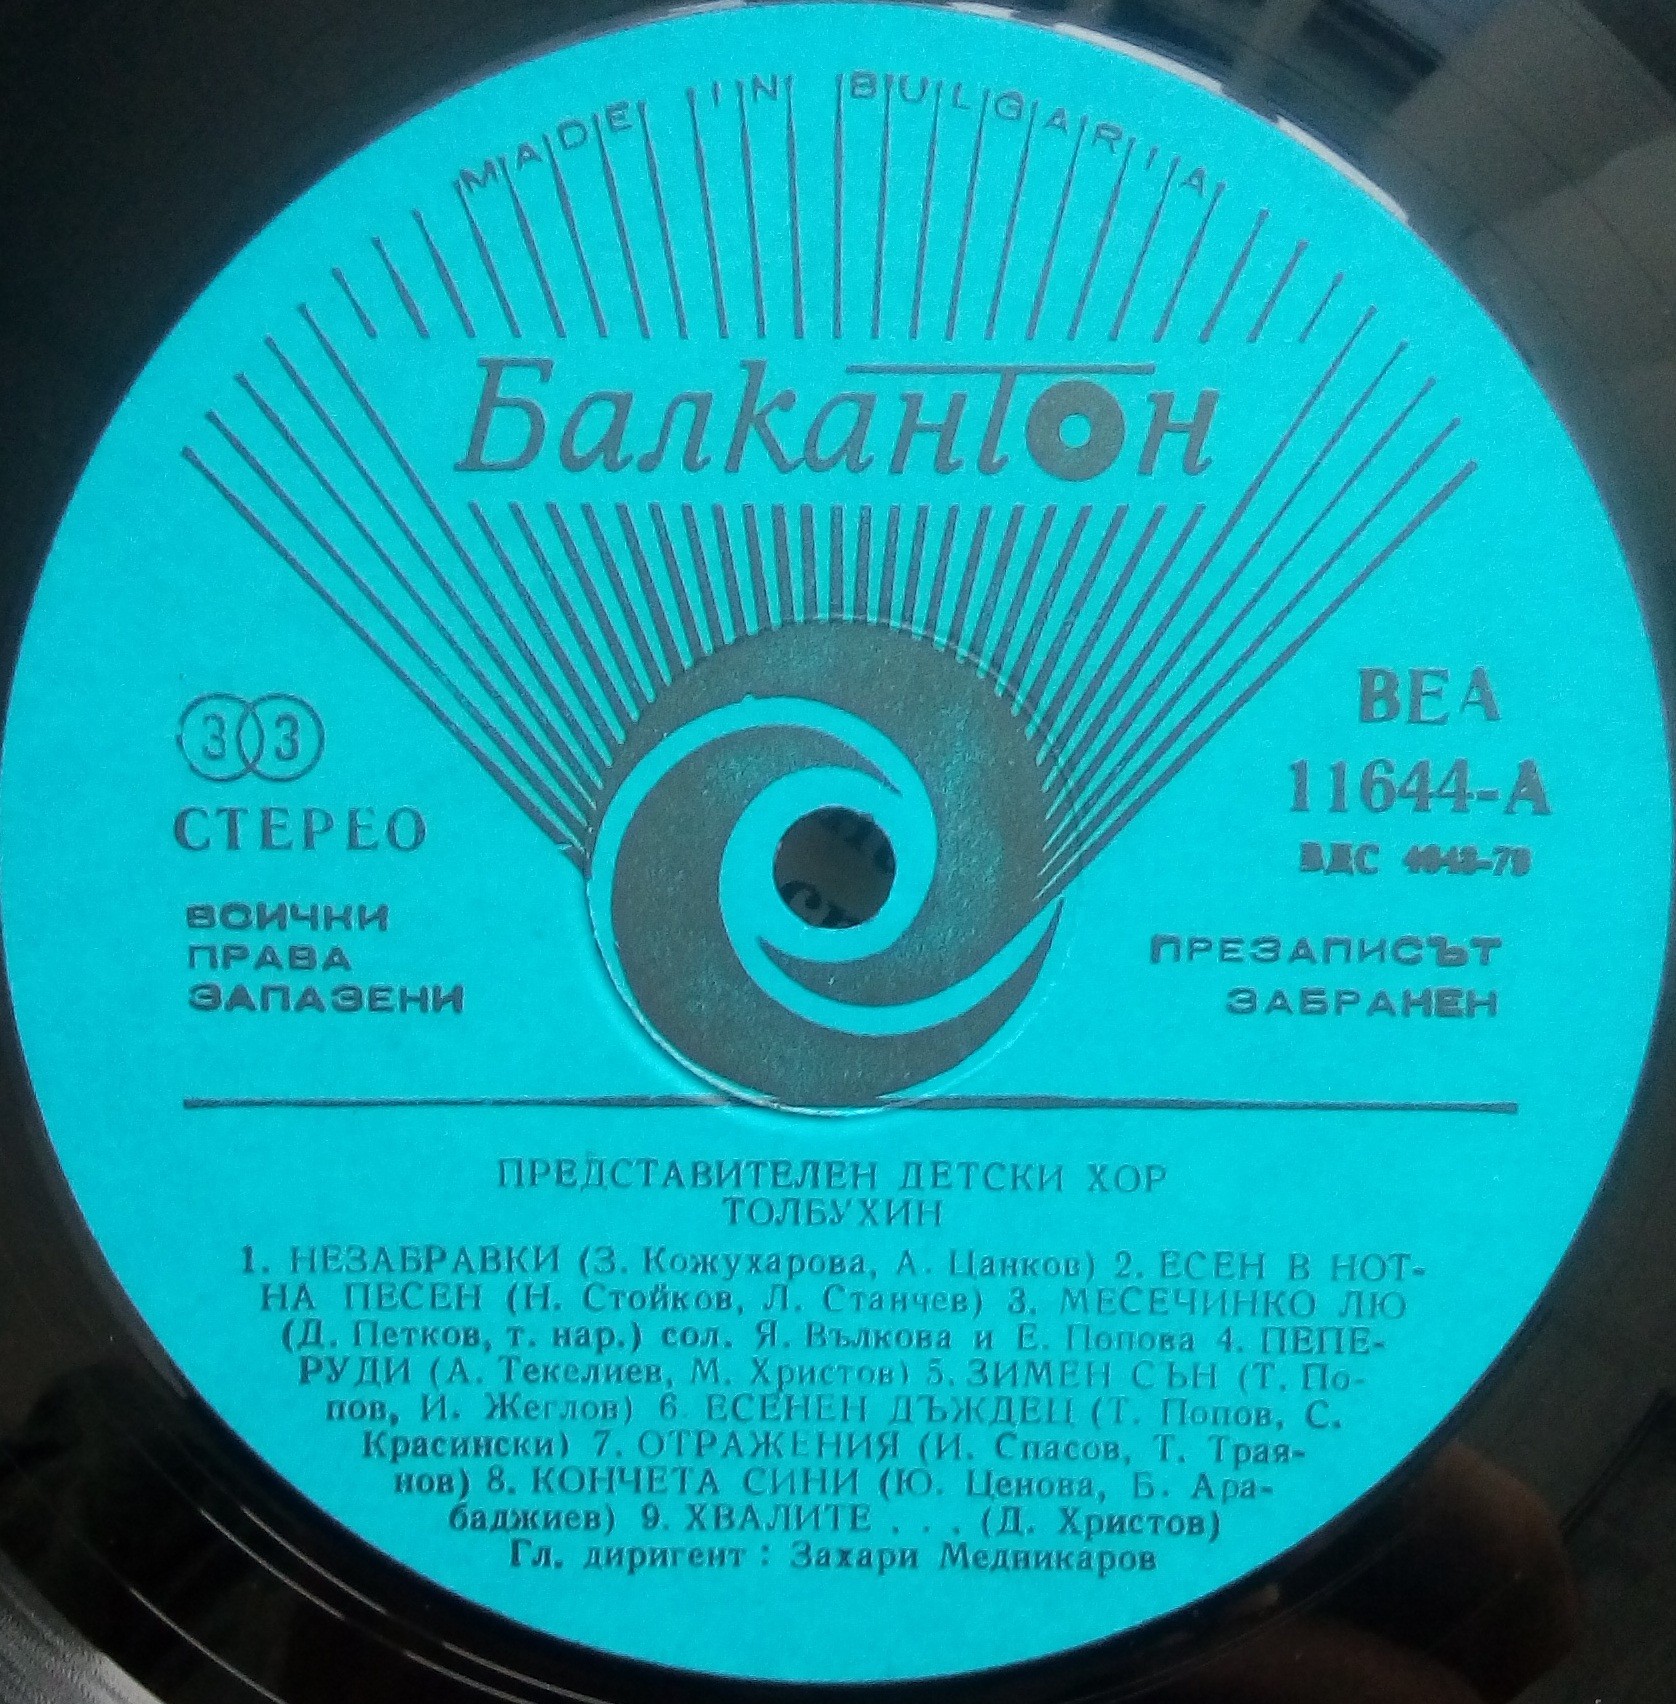 MADE IN BULGARIA
Балкантон
33
СТЕРЕО
ВСИЧКИ
ПРАВА
ЗАПАЗЕНИ
ВЕА
11644-А
ВДС
ПРЕЗАПИСЪТ
ЗАБРАНЕН
ПРЕДСТАВИТЕЛЕН ДЕТСКИ ХОР
ТОЛБУХИН
1. НЕЗАБРАВКИ (З. Кожухарова, А. Цанков) 2. ЕСЕН В НОТ-
НА ПЕСЕН (Н. Стойков, Л. Станчев) 3. МЕСЕЧИНКО ЛЮ
(Д. Петков, т. нар.) сол. Я. Вълкова и Е. Попова 4. ПЕПЕ-
РУДИ (А. Текелиев, М. Христов) 5. ЗИМЕН СЪН (Т. По-
пов, И. Жеглов) 6. ЕСЕНЕН ДЪЖДЕЦ (Т. Попов, С.
Красински) 7. ОТРАЖЕНИЯ (И. Спасов, Т. Трая-
нов) 8. КОНЧЕТА СИНИ (Ю. Ценова, Б. Ара-
баджиев) 9. ХВАЛИТЕ . . . (Д. Христов)
Гл. диригент : Захари Медникаров